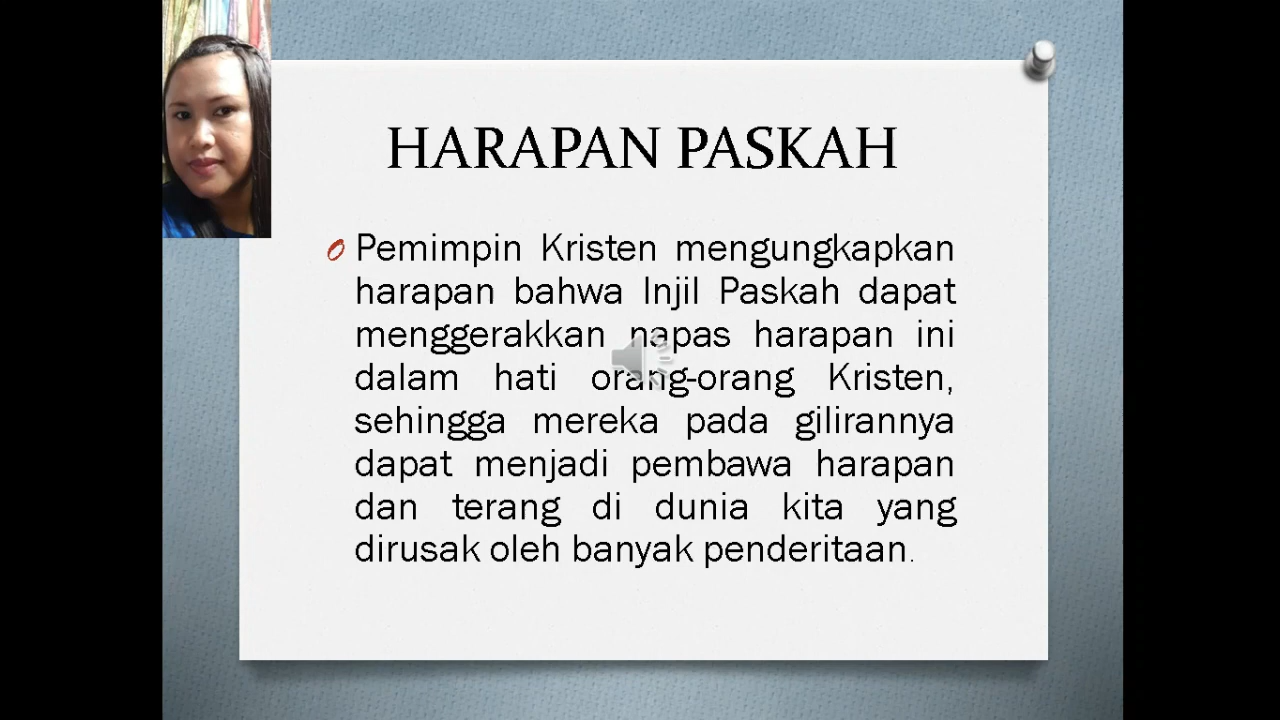 HARAPAN PASKAH
Pemimpin Kristen mengungkapkan
harapan bahwa Injil Paskah dapat
menggerakkan napas harapan ini
dalam hati orang-orang Kristen,
sehingga mereka pada gilirannya
dapat menjadi pembawa harapan
dan terang di dunia kita yang
dirusak oleh banyak penderitaan.